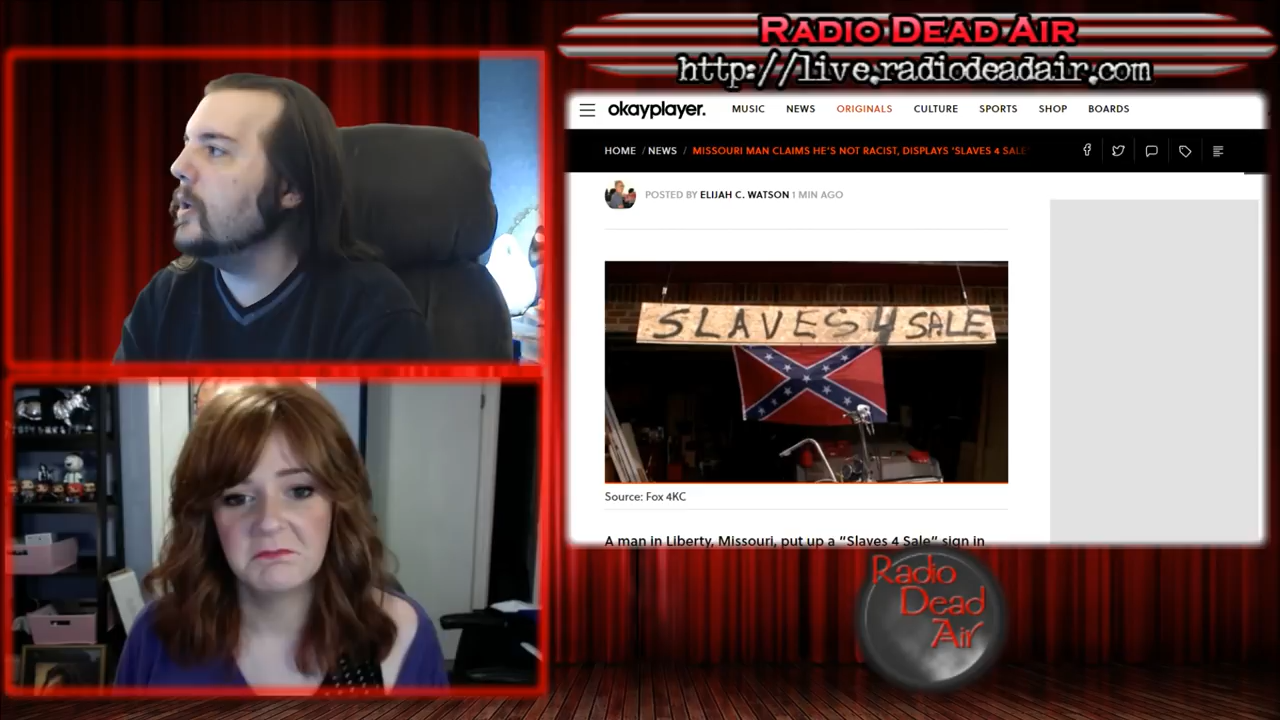 RADIO DEAD AIR
http://live.radiodeadair.com
okayplayer. MUSIC NEWS ORIGINALS CULTURE SPORTS SHOP BOARDS
HOME / NEWS / MISSOURI MAN CLAIMS HE'S NOT RACIST, DISPLAYS 'SLAVES 4 SALE'
POSTED BY ELIJAH C. WATSON 1 MIN AGO
SLAVES 4 SALE
Source: Fox 4KC
A man in Liberty, Missouri, put up a "Slaves 4 Sale" sign in
Radio
Dead
Air